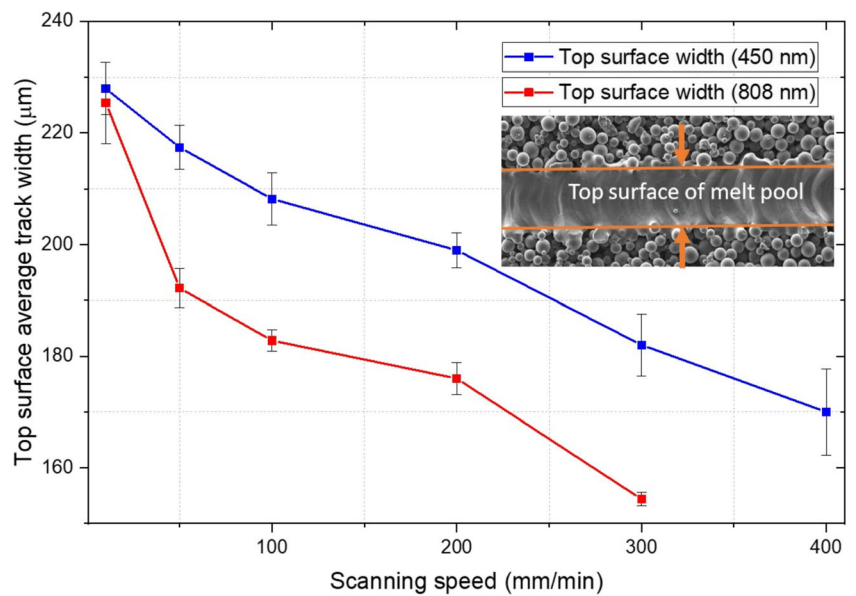 240
220
200
180
160
100
200
300
400
Top surface average track width (μm)
Scanning speed (mm/min)
Top surface width (450 nm)
Top surface width (808 nm)
Top surface of melt pool